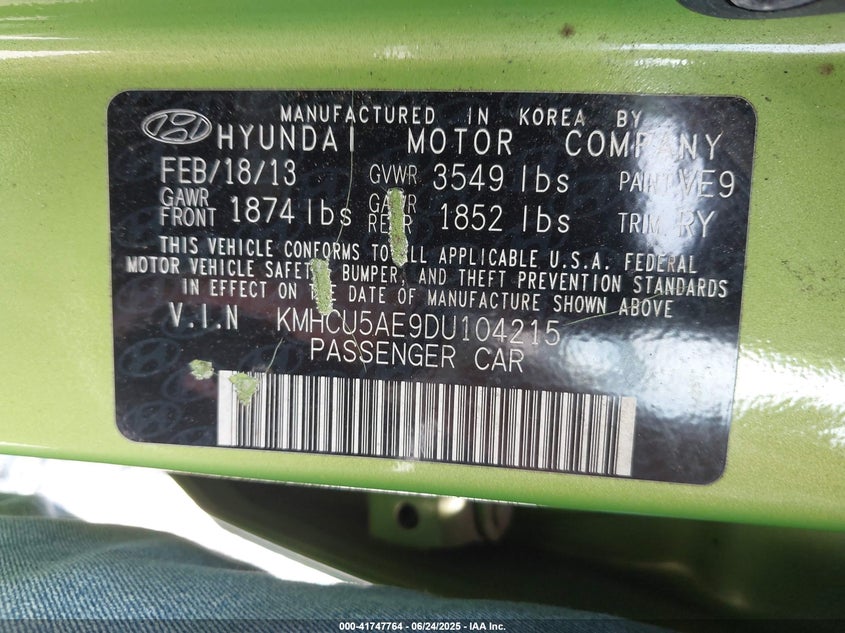 MANUFACTURED IN KOREA BY
HYUNDAI MOTOR COMPANY
FEB/18/13 GVWR 3549 lbs PAINT VE9
GAWR FRONT 1874 lbs GAWR REAR 1852 lbs TRIM RY
THIS VEHICLE CONFORMS TO ALL APPLICABLE U.S.A. FEDERAL
MOTOR VEHICLE SAFETY, BUMPER, AND THEFT PREVENTION STANDARDS
IN EFFECT ON THE DATE OF MANUFACTURE SHOWN ABOVE
V.I.N KMHCU5AE9DU104215
PASSENGER CAR
000-41747764 - 06/24/2025 - IAA Inc.